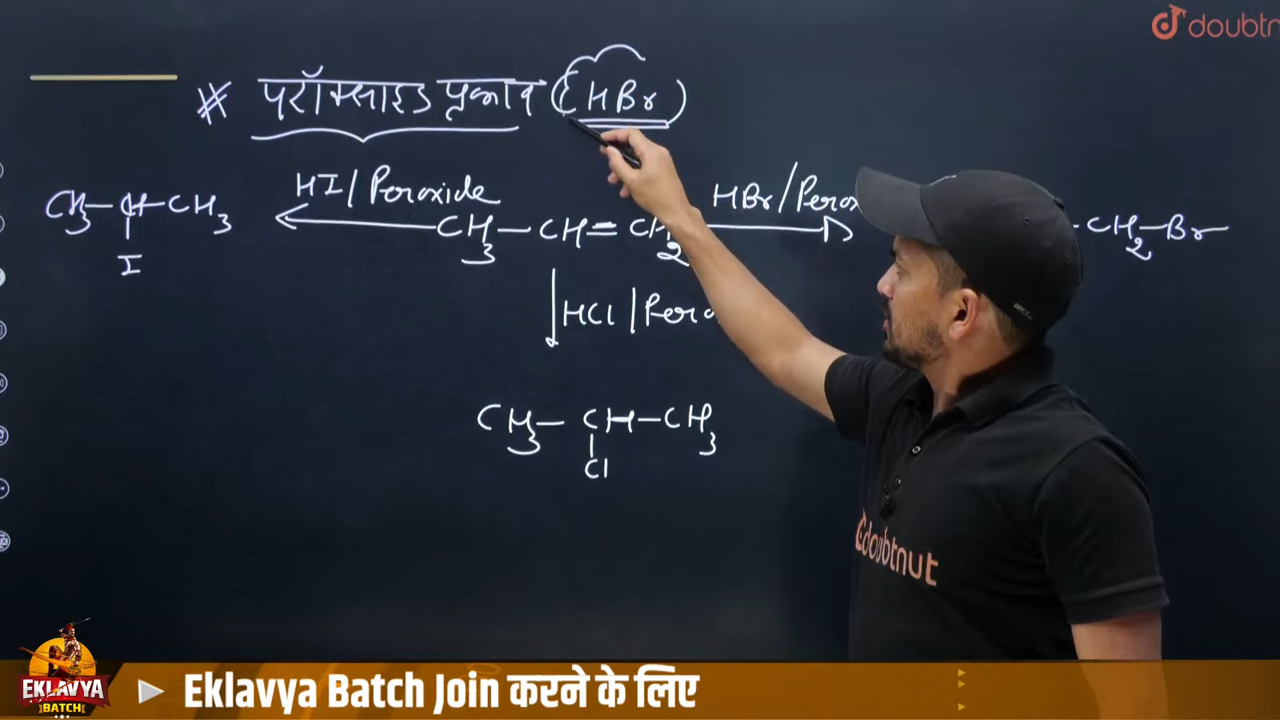 doubtn
* परॉक्साइड प्रभाव (HBr)
CH3-CH-CH3
I
HI/Peroxide
CH3-CH=CH2
HBr/Perox
-CH2-Br
HCl/Pero
CH3-CH-CH3
Cl
doubtnut
EKLAVYA
BATCH
Eklavya Batch Join करने के लिए